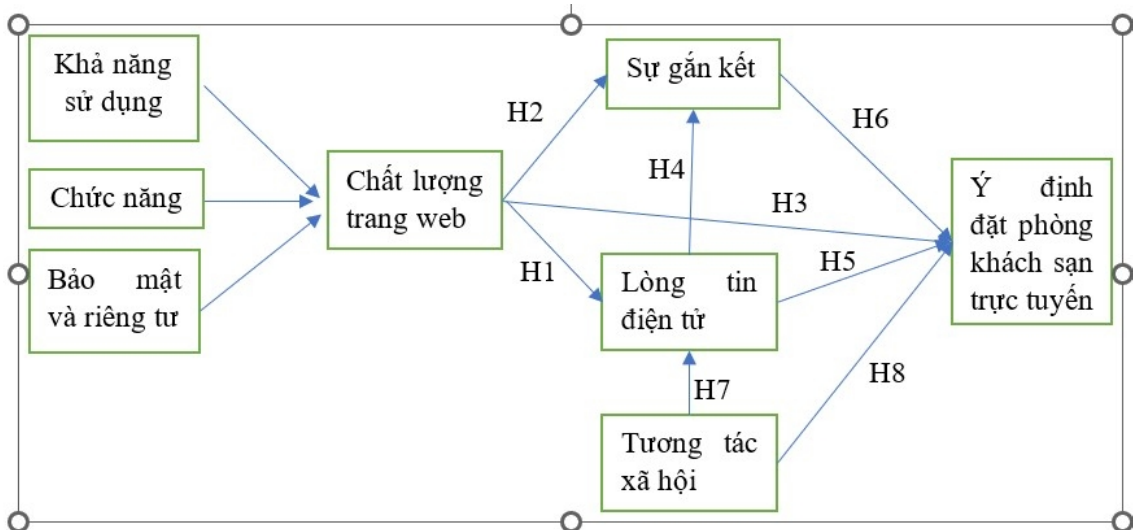 Khả năng
sử dụng
Chức năng
Bảo mật
và riêng tư
Chất lượng
trang web
H2
H1
Sự gắn kết
H4
H3
Lòng tin
điện tử
H7
Tương tác
xã hội
H6
H5
H8
Ý định
đặt phòng
khách sạn
trực tuyến